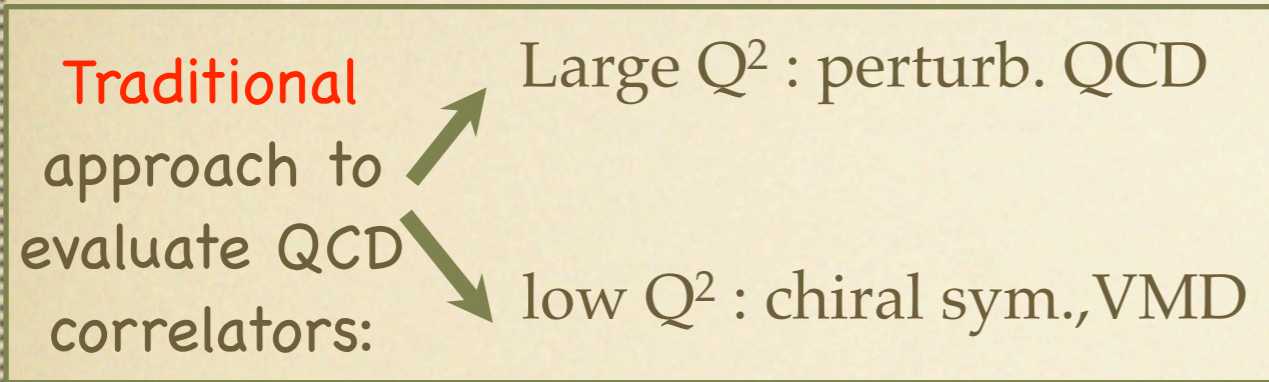 Traditional
approach to
evaluate QCD
correlators:
Large Q² : perturb. QCD
low Q² : chiral sym.,VMD